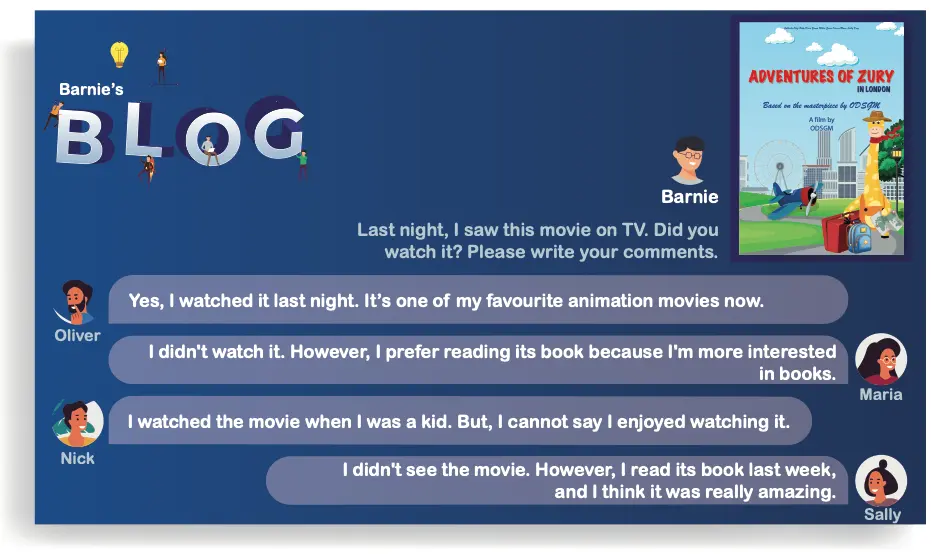 Barnie's
BLOG
ADVENTURES OF ZURY
IN LONDON
Based on the masterpiece by ODSGM
A film by
ODSGM
Barnie
Last night, I saw this movie on TV. Did you
watch it? Please write your comments.
Yes, I watched it last night. It's one of my favourite animation movies now.
Oliver
I didn't watch it. However, I prefer reading its book because I'm more interested
in books.
Maria
I watched the movie when I was a kid. But, I cannot say I enjoyed watching it.
Nick
I didn't see the movie. However, I read its book last week,
and I think it was really amazing.
Sally